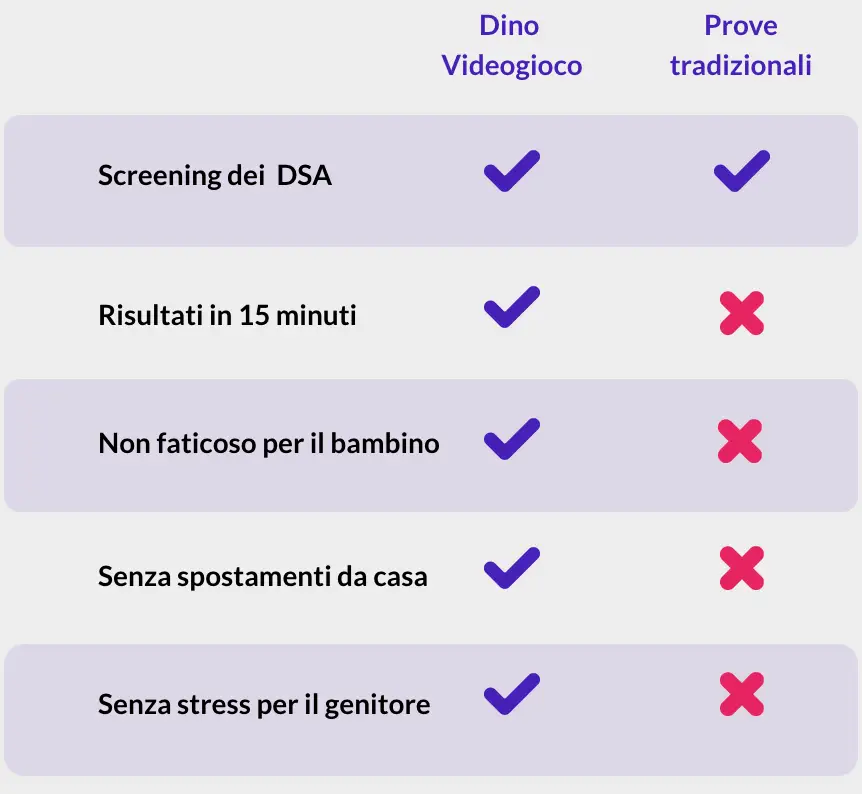 Dino
Videogioco
Prove
tradizionali
Screening dei DSA
Risultati in 15 minuti
Non faticoso per il bambino
Senza spostamenti da casa
Senza stress per il genitore